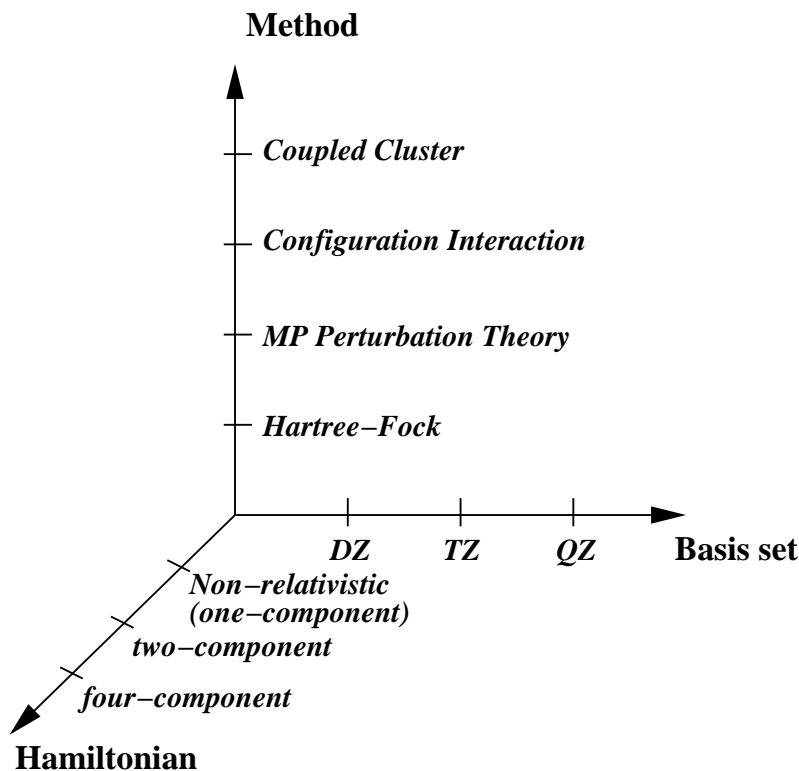 Method
Coupled Cluster
Configuration Interaction
MP Perturbation Theory
Hartree−Fock
DZ TZ QZ Basis set
Non−relativistic
(one−component)
two−component
four−component
Hamiltonian